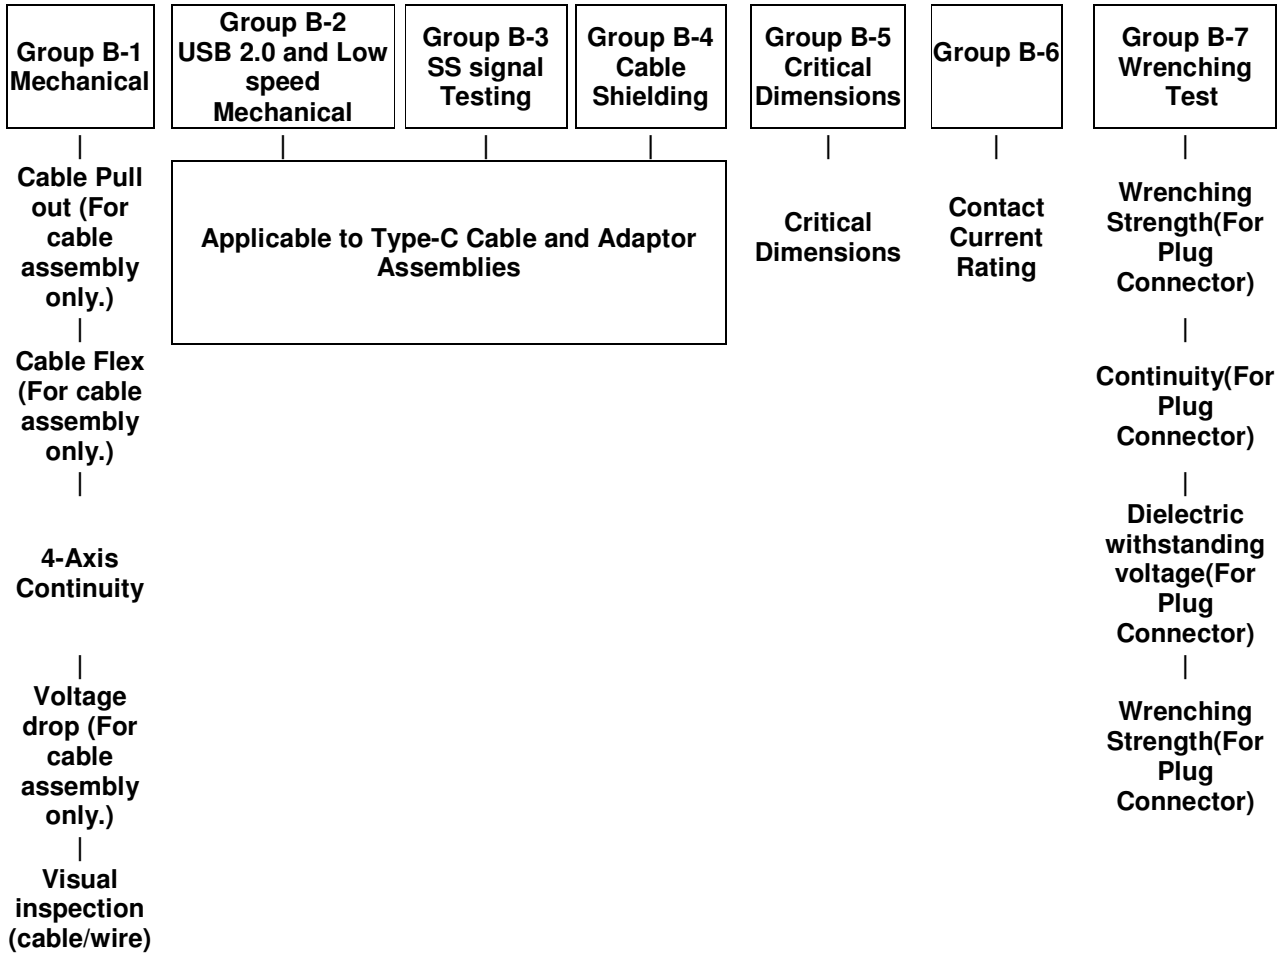 Group B-1
Mechanical
Group B-2
USB 2.0 and Low
speed
Mechanical
Group B-3
SS signal
Testing
Group B-4
Cable
Shielding
Group B-5
Critical
Dimensions
Group B-6
Group B-7
Wrenching
Test
Cable Pull
out (For
cable
assembly
only.)
Cable Flex
(For cable
assembly
only.)
4-Axis
Continuity
Voltage
drop (For
cable
assembly
only.)
Visual
inspection
(cable/wire)
Applicable to Type-C Cable and Adaptor
Assemblies
Critical
Dimensions
Contact
Current
Rating
Wrenching
Strength(For
Plug
Connector)
Continuity(For
Plug
Connector)
Dielectric
withstanding
voltage(For
Plug
Connector)
Wrenching
Strength(For
Plug
Connector)